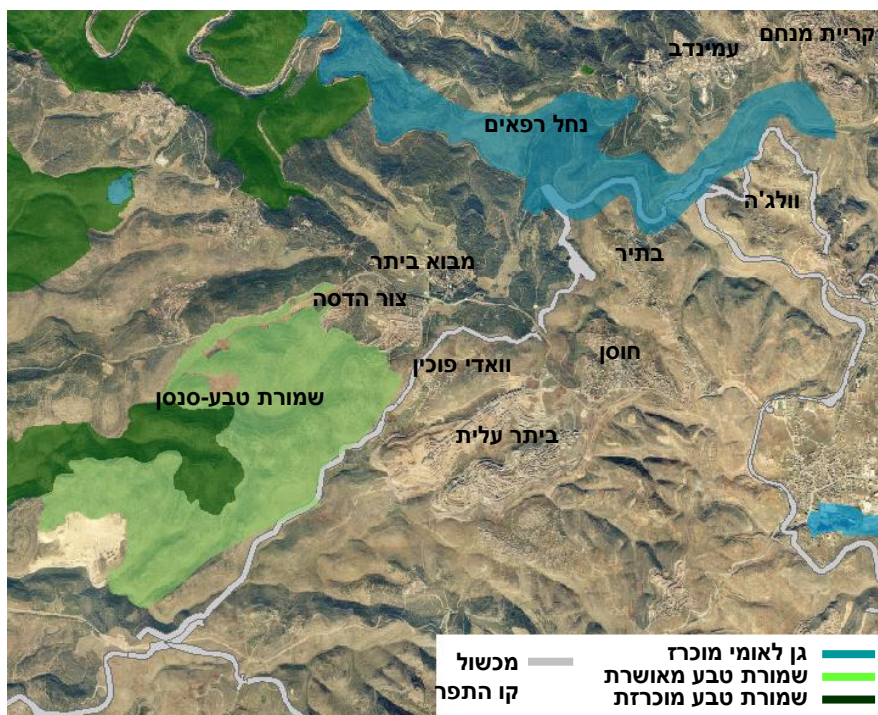 קריית מנחם
עמינדב
נחל רפאים
וולג'ה
בתיר
מבוא ביתר
צור הדסה
חוסן
וואדי פוכין
שמורת טבע-סנסן
ביתר עלית
גן לאומי מוכרז
שמורת טבע מאושרת
שמורת טבע מוכרזת
מכשול
קו התפר